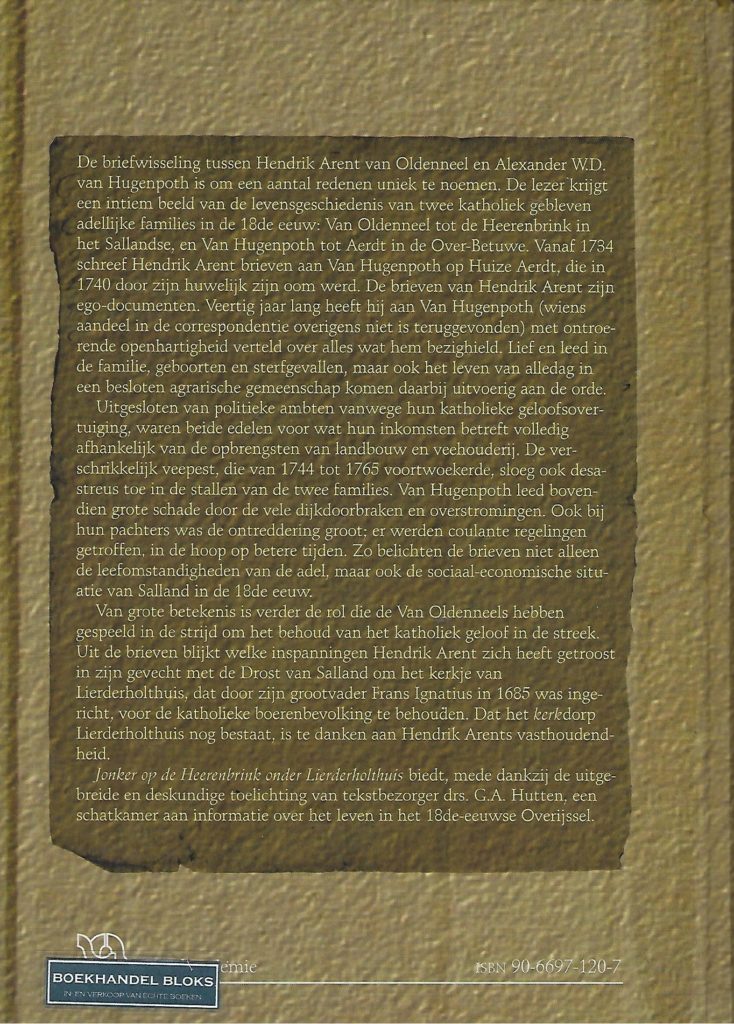 De briefwisseling tussen Hendrik Arent van Oldenneel en Alexander W.D.
van Hugenpoth is om een aantal redenen uniek te noemen. De lezer krijgt
een intiem beeld van de levensgeschiedenis van twee katholiek gebleven
adellijke families in de 18de eeuw: Van Oldenneel tot de Heerenbrink in
het Sallandse, en Van Hugenpoth tot Aerdt in de Over-Betuwe. Vanaf 1734
schreef Hendrik Arent brieven aan Van Hugenpoth op Huize Aerdt, die in
1740 door zijn huwelijk zijn oom werd. De brieven van Hendrik Arent zijn
ego-documenten. Veertig jaar lang heeft hij aan Van Hugenpoth (wiens
aandeel in de correspondentie overigens niet is teruggevonden) met ontroe-
rende openhartigheid verteld over alles wat hem bezighield. Lief en leed in
de familie, geboorten en sterfgevallen, maar ook het leven van alledag in
een besloten agrarische gemeenschap komen daarbij uitvoerig aan de orde.
Uitgesloten van politieke ambten vanwege hun katholieke geloofsover-
tuiging, waren beide edelen voor wat hun inkomsten betreft volledig
afhankelijk van de opbrengsten van landbouw en veehouderij. De ver-
schrikkelijk veepest, die van 1744 tot 1765 voortwoekerde, sloeg ook desa-
streus toe in de stallen van de twee families. Van Hugenpoth leed boven-
dien grote schade door de vele dijkdoorbraken en overstromingen. Ook bij
hun pachters was de ontreddering groot; er werden coulante regelingen
getroffen, in de hoop op betere tijden. Zo belichten de brieven niet alleen
de leefomstandigheden van de adel, maar ook de sociaal-economische situ-
atie van Salland in de 18de eeuw.
Van grote betekenis is verder de rol die de Van Oldenneels hebben
gespeeld in de strijd om het behoud van het katholiek geloof in de streek.
Uit de brieven blijkt welke inspanningen Hendrik Arent zich heeft getroost
in zijn gevecht met de Drost van Salland om het kerkje van
Lierderholthuis, dat door zijn grootvader Frans Ignatius in 1685 was inge-
richt, voor de katholieke boerenbevolking te behouden. Dat het kerkdorp
Lierderholthuis nog bestaat, is te danken aan Hendrik Arents vasthoudend-
heid.
Jonker op de Heerenbrink onder Lierderholthuis biedt, mede dankzij de uitge-
breide en deskundige toelichting van tekstbezorger drs. G.A. Hutten, een
schatkamer aan informatie over het leven in het 18de-eeuwse Overijssel.
émie
ISBN 90-6697-120-7
BOEKHANDEL BLOKS
IN- EN VERKOOP VAN ECHTE BOEKEN